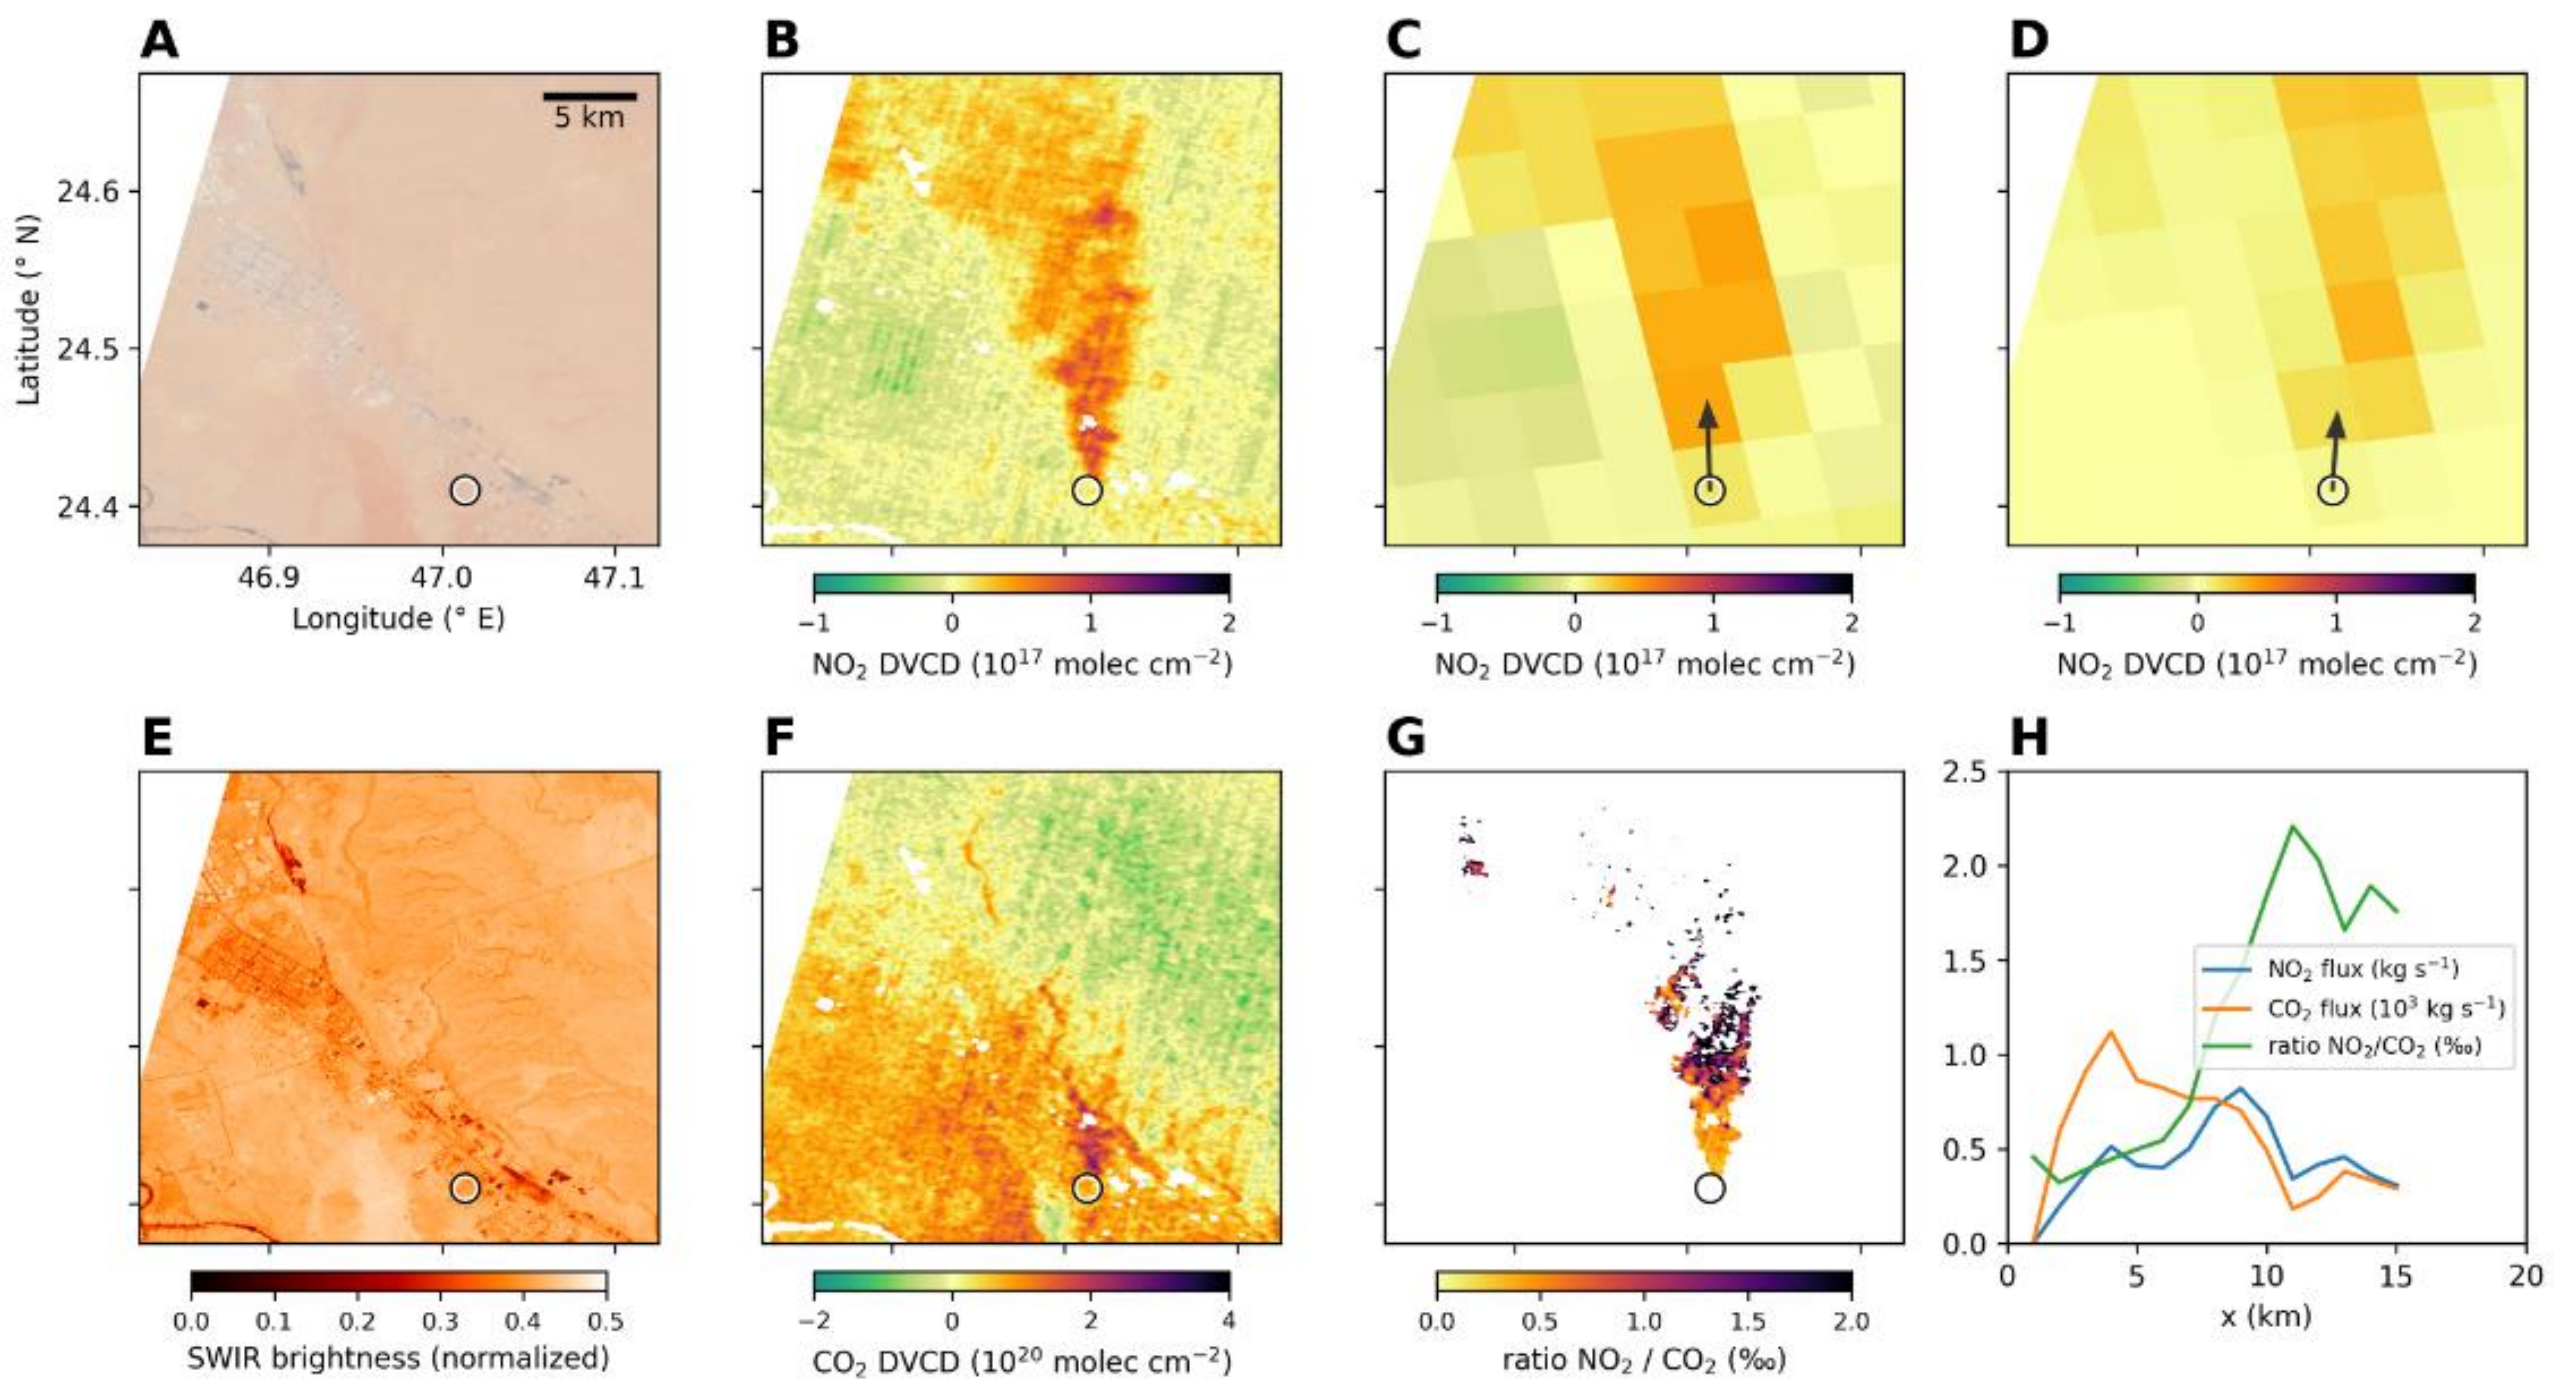 A
B
C
D
5 km
24.6
24.5
24.4
Latitude (° N)
46.9 47.0 47.1
Longitude (° E)
−1 0 1 2
NO₂ DVCD (10¹⁷ molec cm⁻²)
−1 0 1 2
NO₂ DVCD (10¹⁷ molec cm⁻²)
−1 0 1 2
NO₂ DVCD (10¹⁷ molec cm⁻²)
E
F
G
H
0.0 0.1 0.2 0.3 0.4 0.5
SWIR brightness (normalized)
−2 0 2 4
CO₂ DVCD (10²⁰ molec cm⁻²)
0.0 0.5 1.0 1.5 2.0
ratio NO₂ / CO₂ (‰)
2.5
2.0
1.5
1.0
0.5
0.0
NO₂ flux (kg s⁻¹)
CO₂ flux (10³ kg s⁻¹)
ratio NO₂/CO₂ (‰)
0 5 10 15 20
x (km)